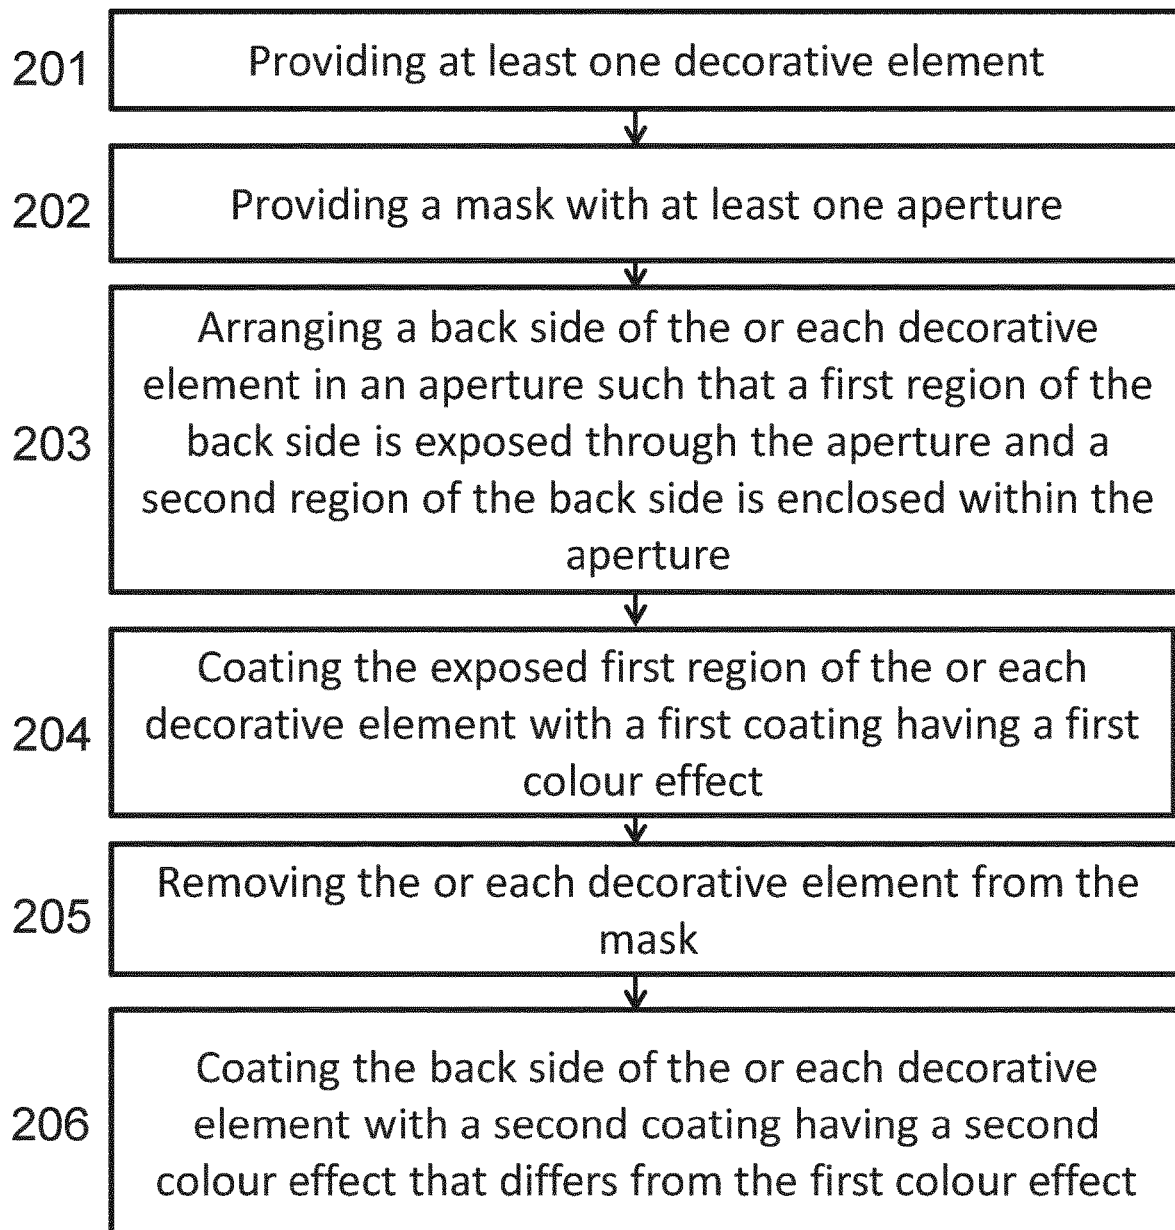 201
Providing at least one decorative element
202
Providing a mask with at least one aperture
203
Arranging a back side of the or each decorative
element in an aperture such that a first region of the
back side is exposed through the aperture and a
second region of the back side is enclosed within the
aperture
204
Coating the exposed first region of the or each
decorative element with a first coating having a first
colour effect
205
Removing the or each decorative element from the
mask
206
Coating the back side of the or each decorative
element with a second coating having a second
colour effect that differs from the first colour effect